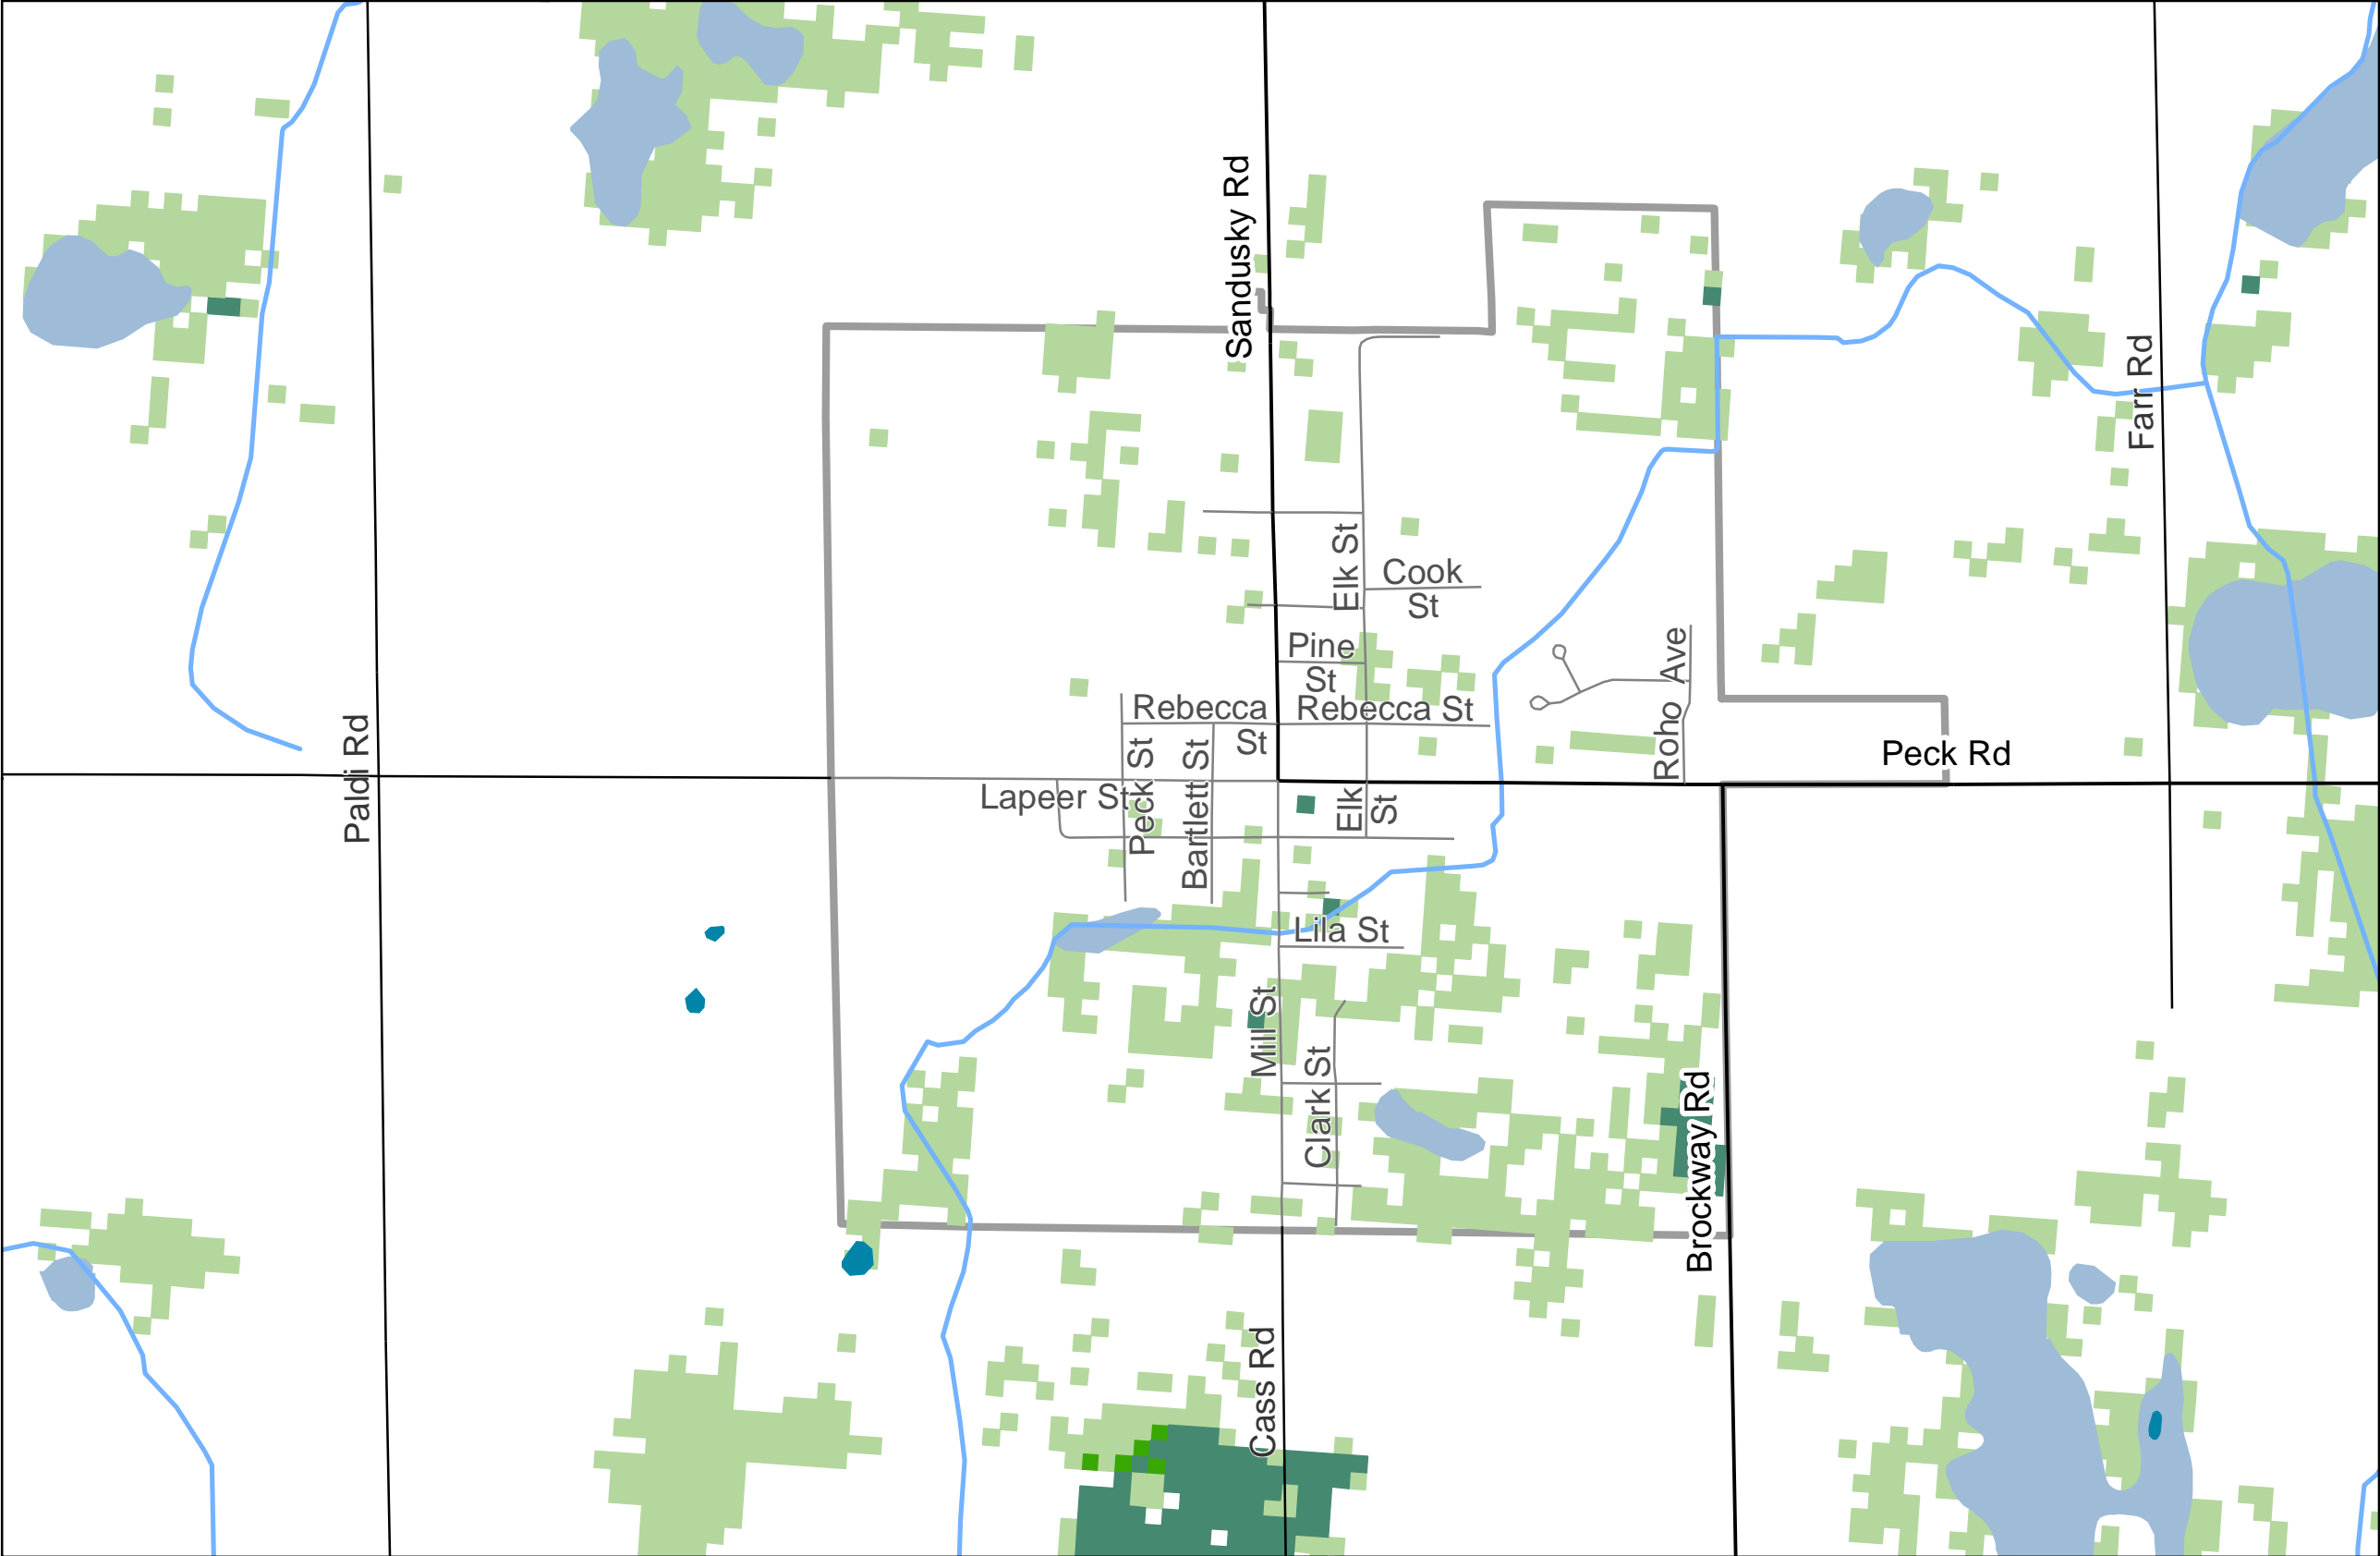 Sandusky Rd
Farr Rd
Elk St
Cook
St
Pine
St
Roho Ave
Rebecca
St
Rebecca St
Paldi Rd
Peck St
Bartlett St
Peck Rd
Lapeer St
Elk
St
Lila St
Mill St
Clark St
Brockway Rd
Cass Rd